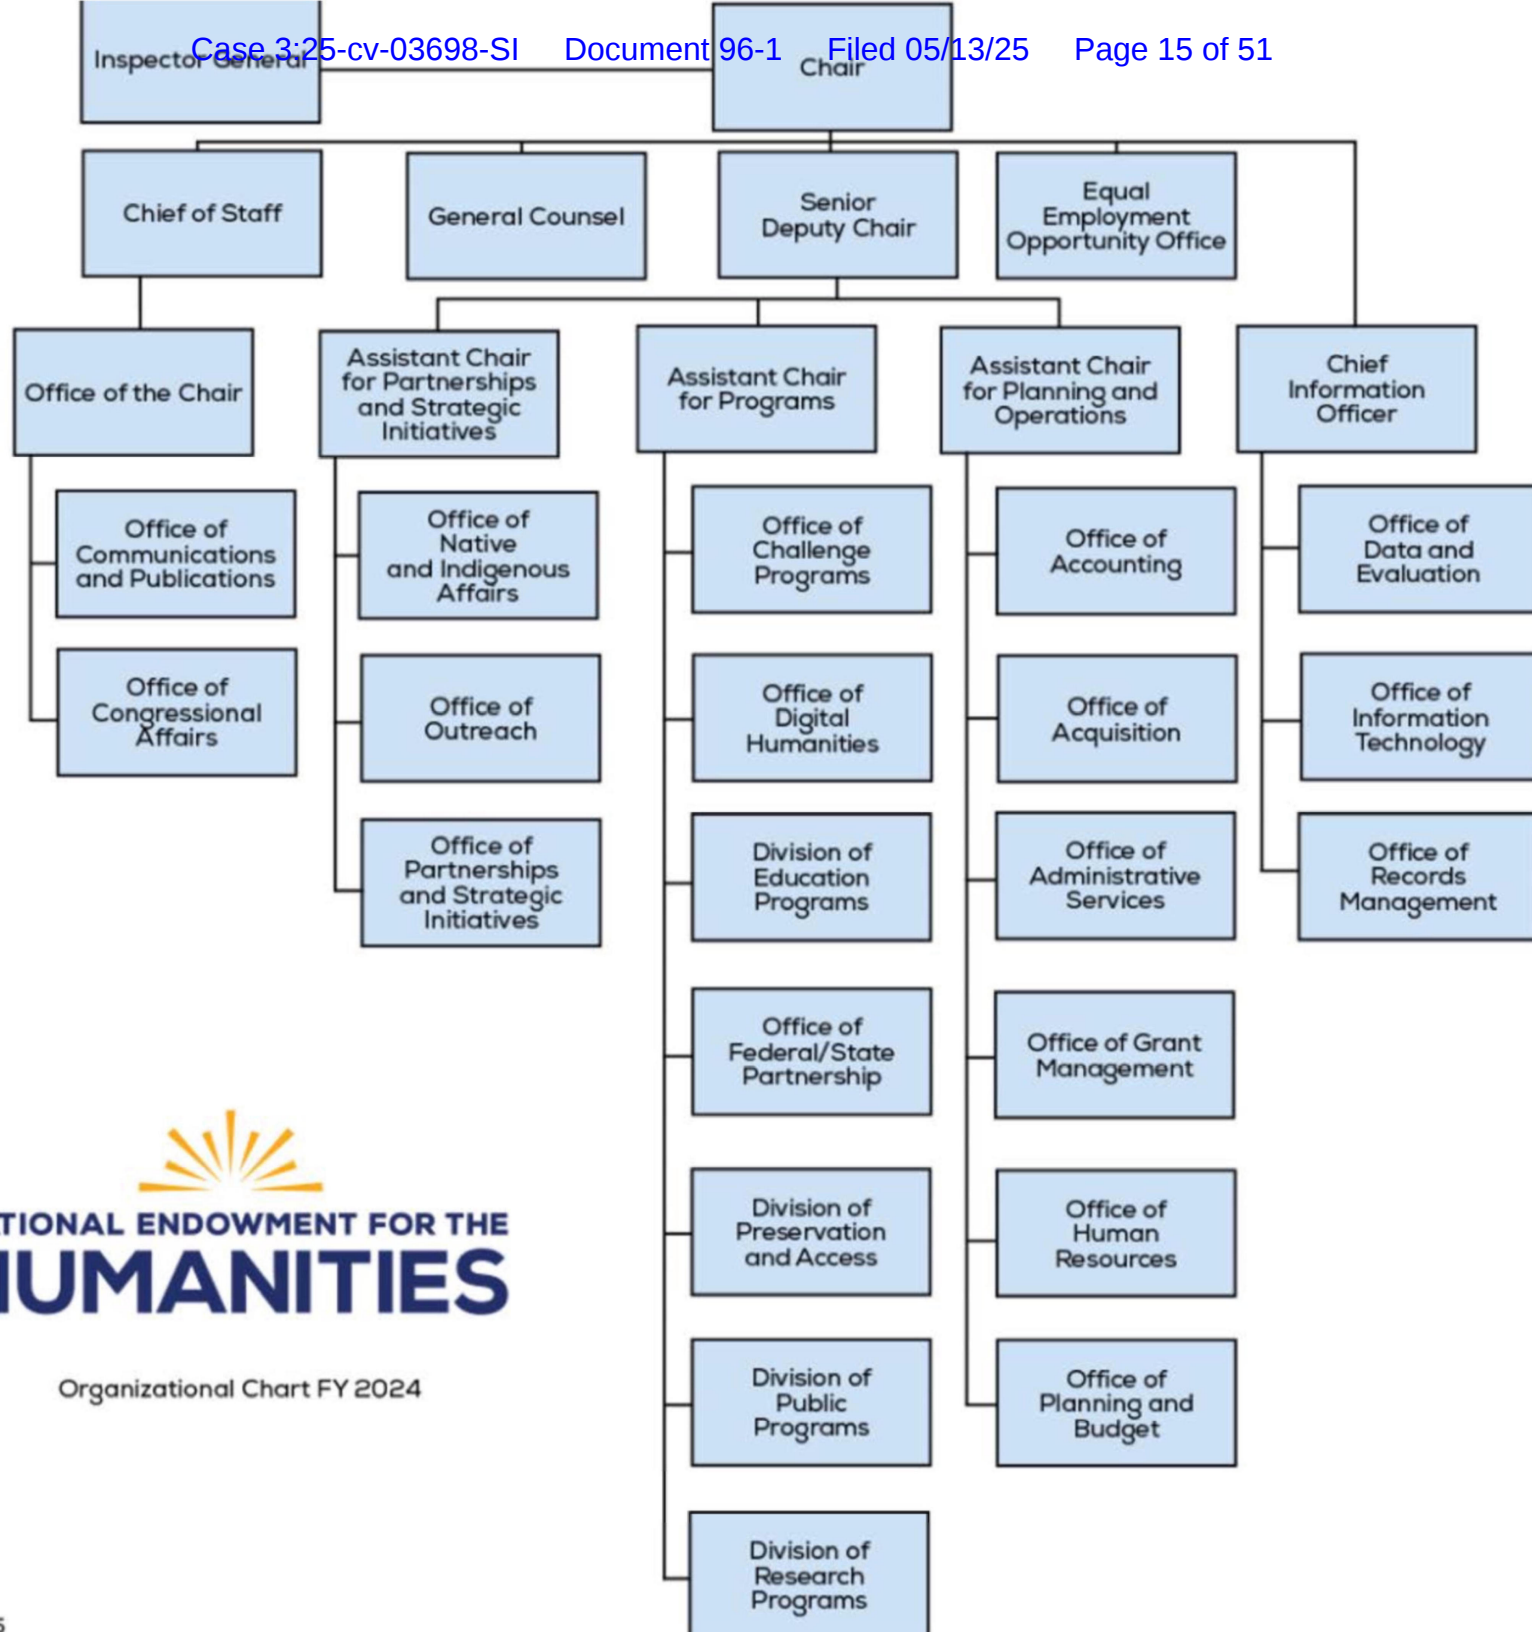 Case 3:25-cv-03698-SI Document 96-1 Filed 05/13/25 Page 15 of 51
Inspector General
Chair
Chief of Staff
General Counsel
Senior
Deputy Chair
Equal
Employment
Opportunity Office
Office of the Chair
Assistant Chair
for Partnerships
and Strategic
Initiatives
Assistant Chair
for Programs
Assistant Chair
for Planning and
Operations
Chief
Information
Officer
Office of
Communications
and Publications
Office of
Congressional
Affairs
Office of
Native
and Indigenous
Affairs
Office of
Outreach
Office of
Partnerships
and Strategic
Initiatives
Office of
Challenge
Programs
Office of
Digital
Humanities
Division of
Education
Programs
Office of
Federal/State
Partnership
Division of
Preservation
and Access
Division of
Public
Programs
Division of
Research
Programs
Office of
Accounting
Office of
Acquisition
Office of
Administrative
Services
Office of Grant
Management
Office of
Human
Resources
Office of
Planning and
Budget
Office of
Data and
Evaluation
Office of
Information
Technology
Office of
Records
Management
TIONAL ENDOWMENT FOR THE
UMANITIES
Organizational Chart FY 2024